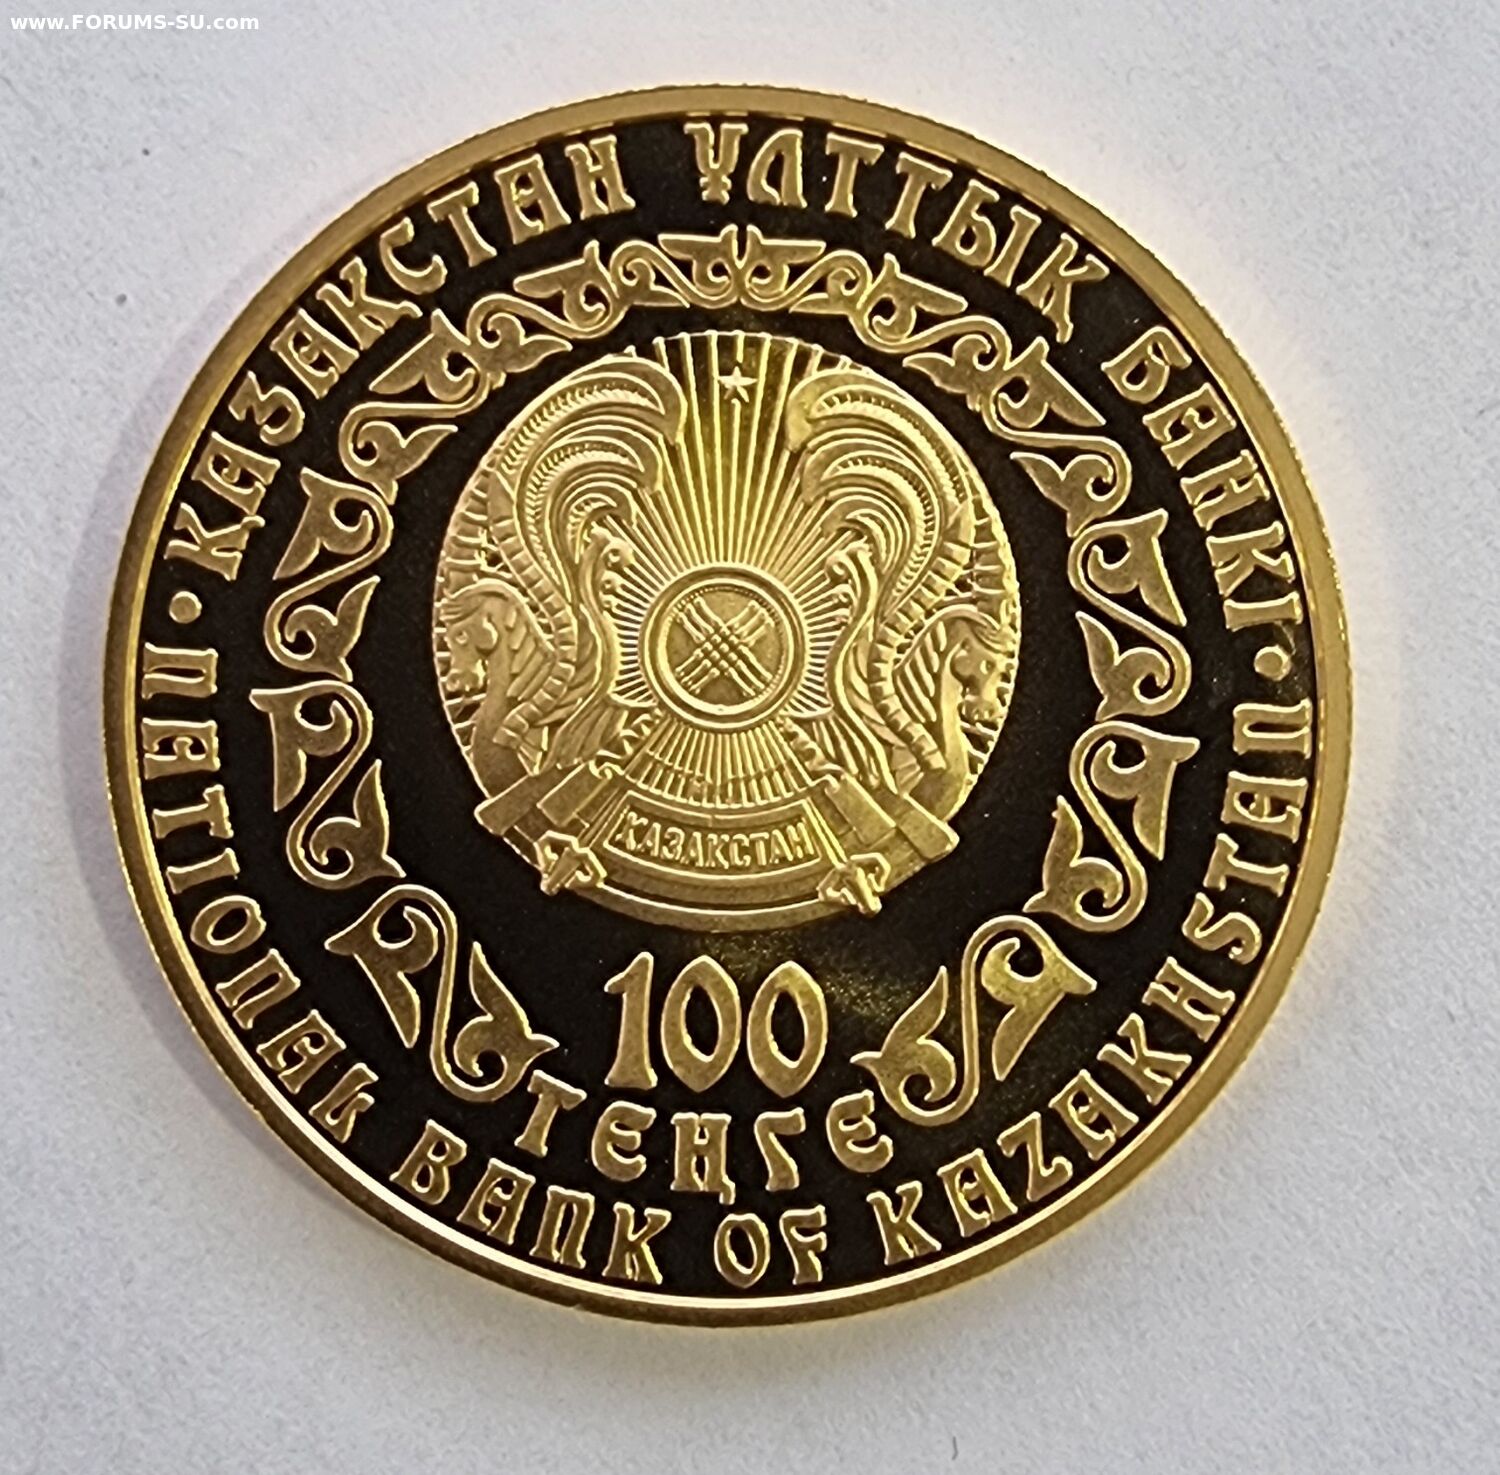 www.FORUMS-SU.com
ҚАЗАҚСТАН ҰЛТТЫҚ БАНКІ
ҚАЗАҚСТАН
100
ТЕҢГЕ
NATIONAL BANK OF KAZAKHSTAN